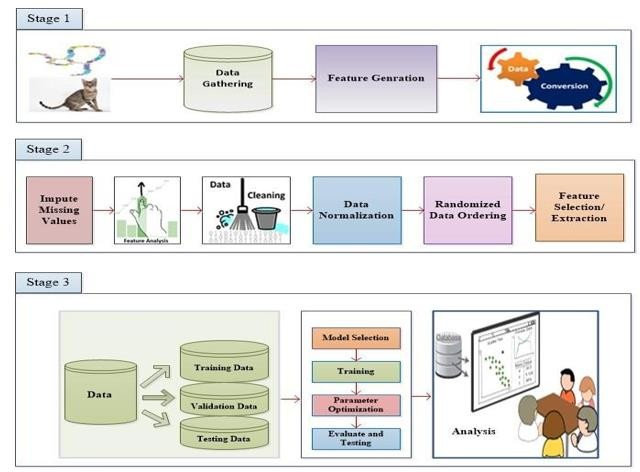 Stage 1
Data
Gathering
Feature Genration
Data
Conversion
Stage 2
Impute
Missing
Values
Feature Analysis
Data
Cleaning
Data
Normalization
Randomized
Data Ordering
Feature
Selection/
Extraction
Stage 3
Data
Training Data
Validation Data
Testing Data
Model Selection
Training
Parameter
Optimization
Evaluate and
Testing
Database
Analysis